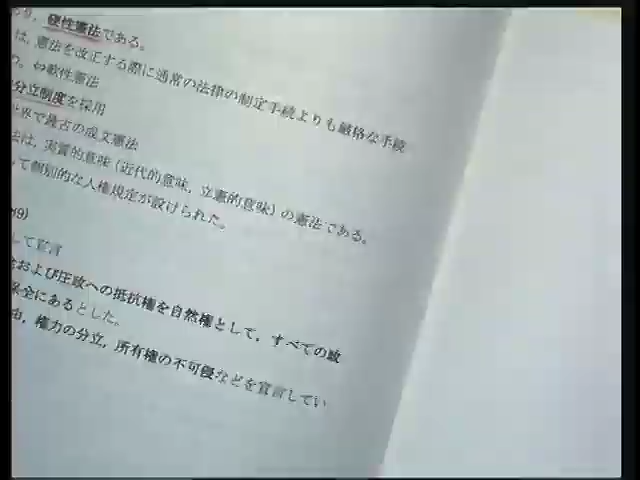 り，硬性憲法である。
は，憲法を改正する際に通常の法律の制定手続よりも厳格な手続
の。⇔軟性憲法
分立制度を採用
世界で最古の成文憲法
法は，実質的意味（近代的意味，立憲的意味）の憲法である。
て個別的な人権規定が設けられた。
して宣言
および圧政への抵抗権を自然権として，すべての政
保全にあるとした。
由，権力の分立，所有権の不可侵などを宣言してい